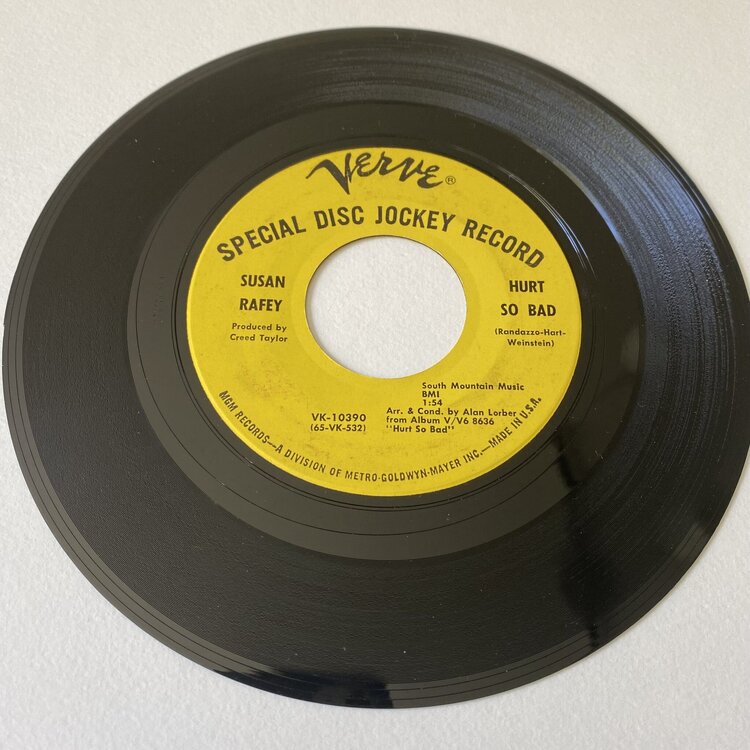 VERVE®
SPECIAL DISC JOCKEY RECORD
SUSAN
RAFEY
Produced by
Creed Taylor
HURT
SO BAD
(Randazzo-Hart-
Weinstein)
VK-10390
(65-VK-532)
South Mountain Music
BMI
1:54
Arr. & Cond. by Alan Lorber
from Album V/V6 8636
"Hurt So Bad"
MGM RECORDS—A DIVISION OF METRO-GOLDWYN-MAYER INC.—MADE IN U.S.A.